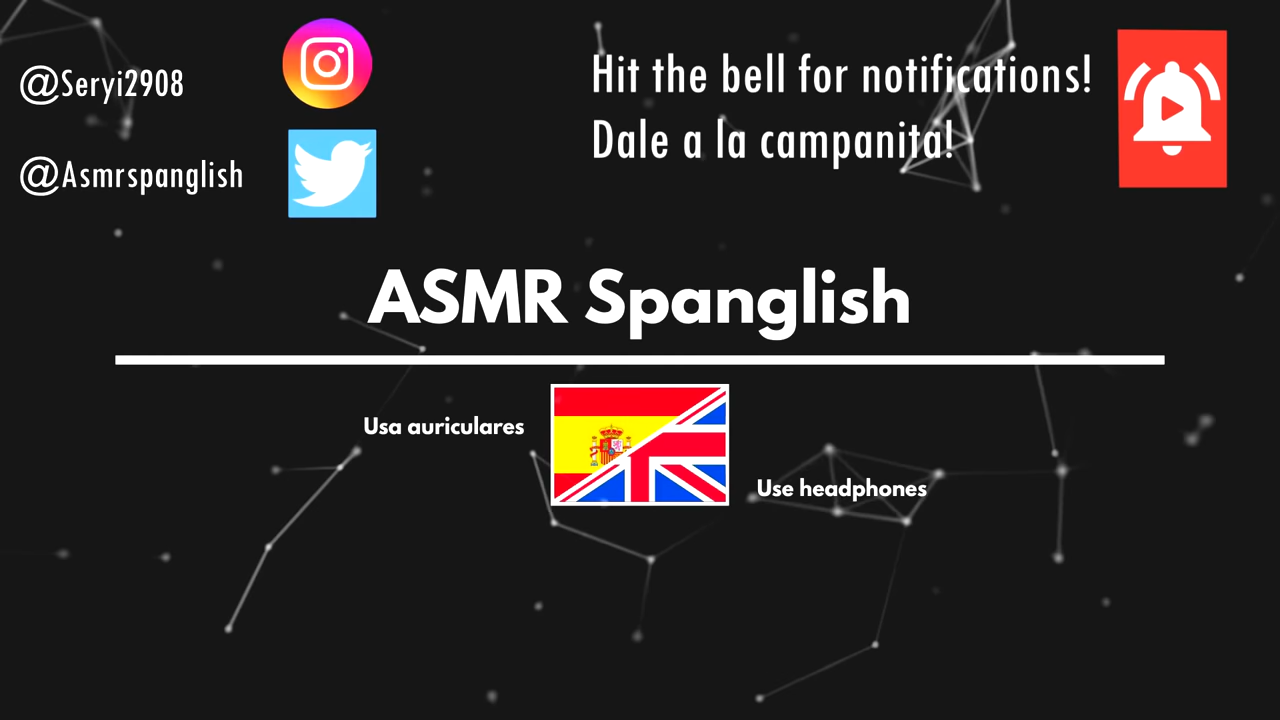 @Seryi2908
@Asmrspanglish
Hit the bell for notifications!
Dale a la campanita!
ASMR Spanglish
Usa auriculares
Use headphones